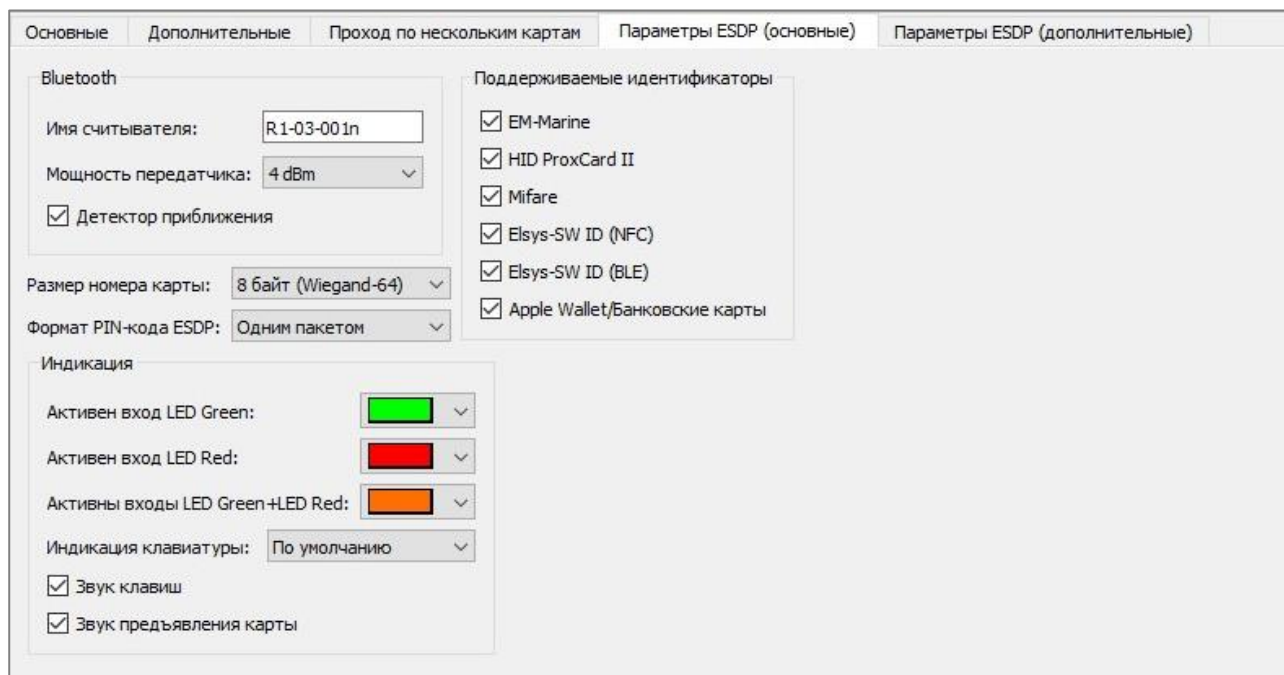 Основные Дополнительные Проход по нескольким картам Параметры ESDP (основные) Параметры ESDP (дополнительные)
Bluetooth
Имя считывателя: R1-03-001n
Мощность передатчика: 4 dBm
Детектор приближения
Размер номера карты: 8 байт (Wiegand-64)
Формат PIN-кода ESDP: Одним пакетом
Поддерживаемые идентификаторы
EM-Marine
HID ProxCard II
Mifare
Elsys-SW ID (NFC)
Elsys-SW ID (BLE)
Apple Wallet/Банковские карты
Индикация
Активен вход LED Green:
Активен вход LED Red:
Активны входы LED Green+LED Red:
Индикация клавиатуры: По умолчанию
Звук клавиш
Звук предъявления карты